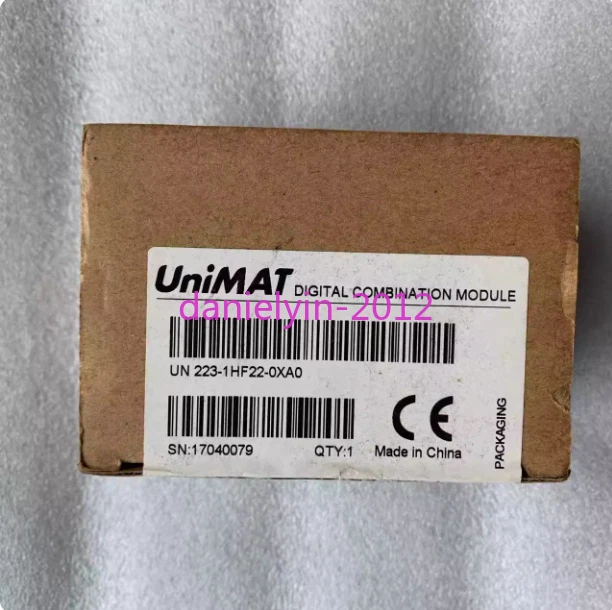 UniMAT DIGITAL COMBINATION MODULE
danielyin-2012
UN 223-1HF22-0XA0
SN:17040079 QTY:1 Made in China
CE
PACKAGING